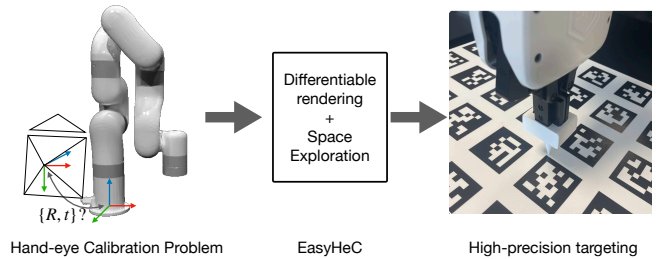 Differentiable
rendering
+
Space
Exploration
{R, t}?
Hand-eye Calibration Problem
EasyHeC
High-precision targeting